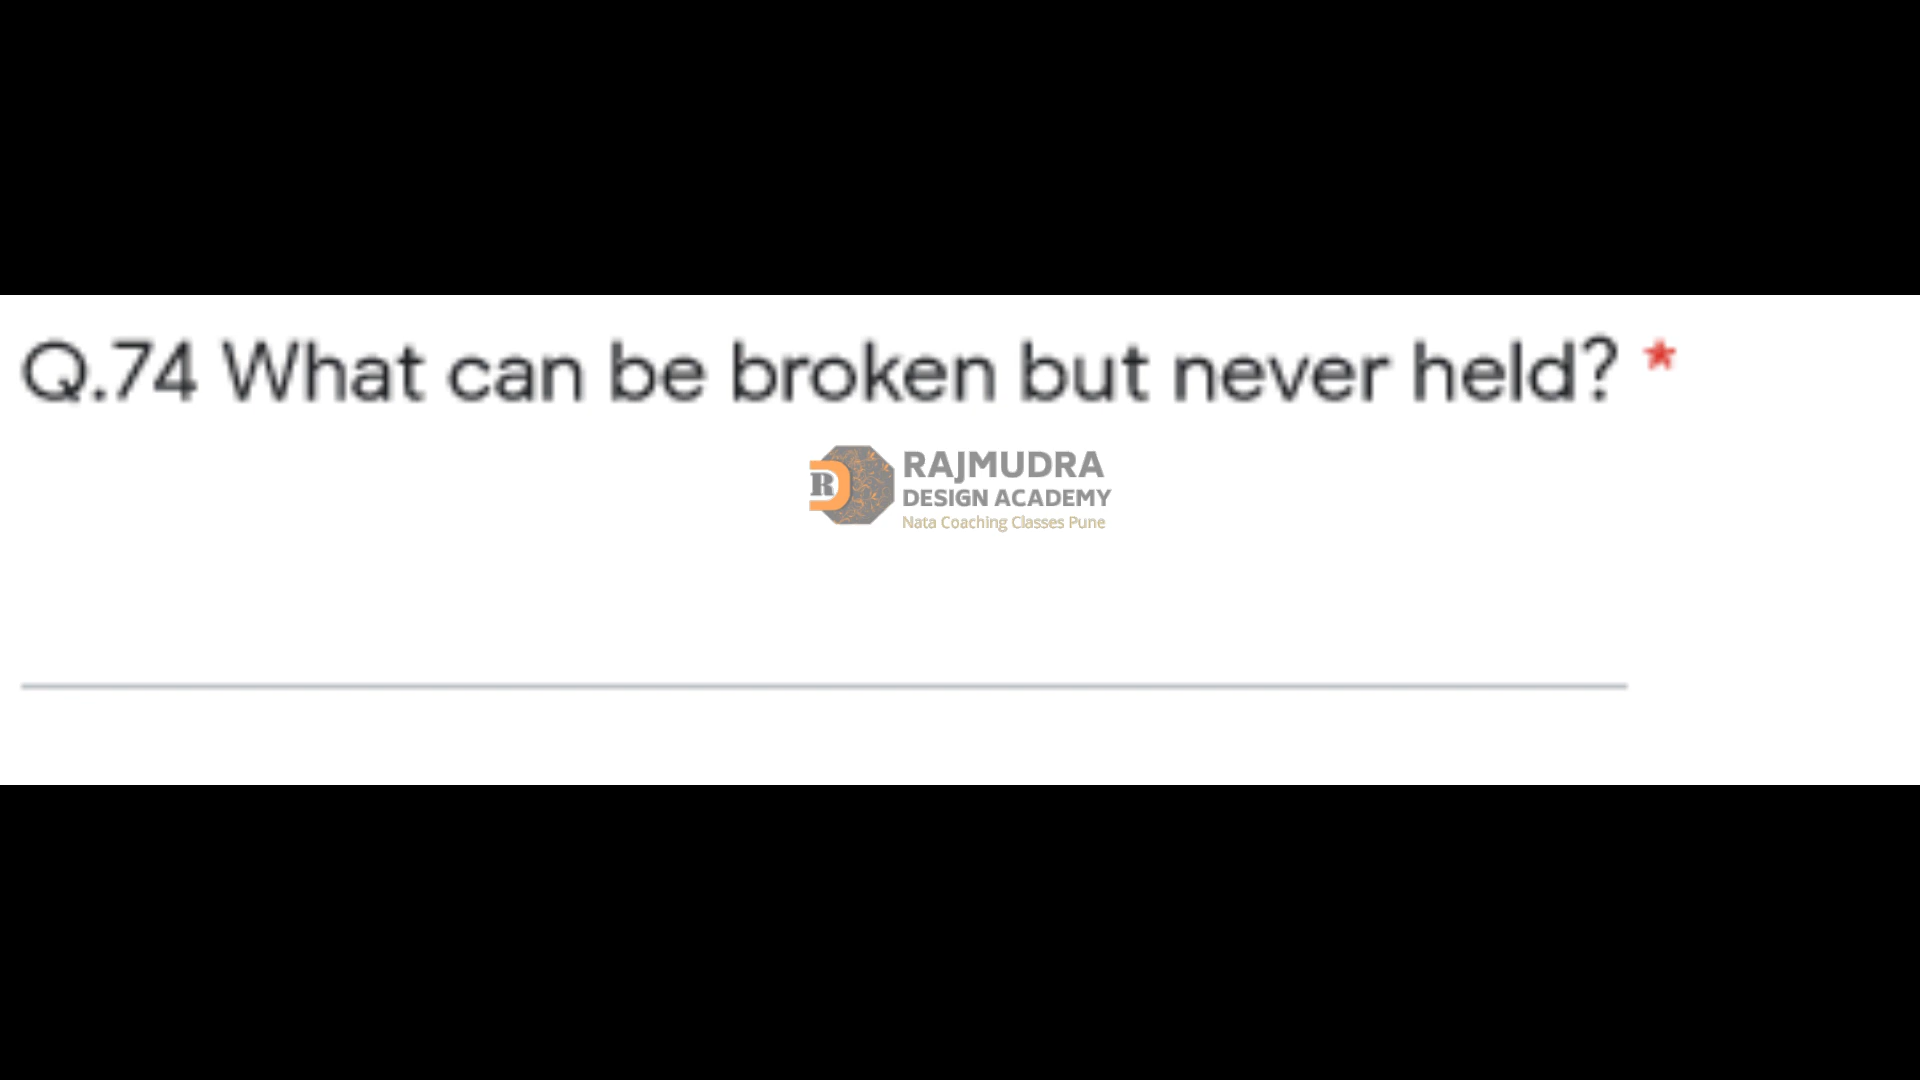 Q.74 What can be broken but never held? *
RAJMUDRA
DESIGN ACADEMY
Nata Coaching Classes Pune